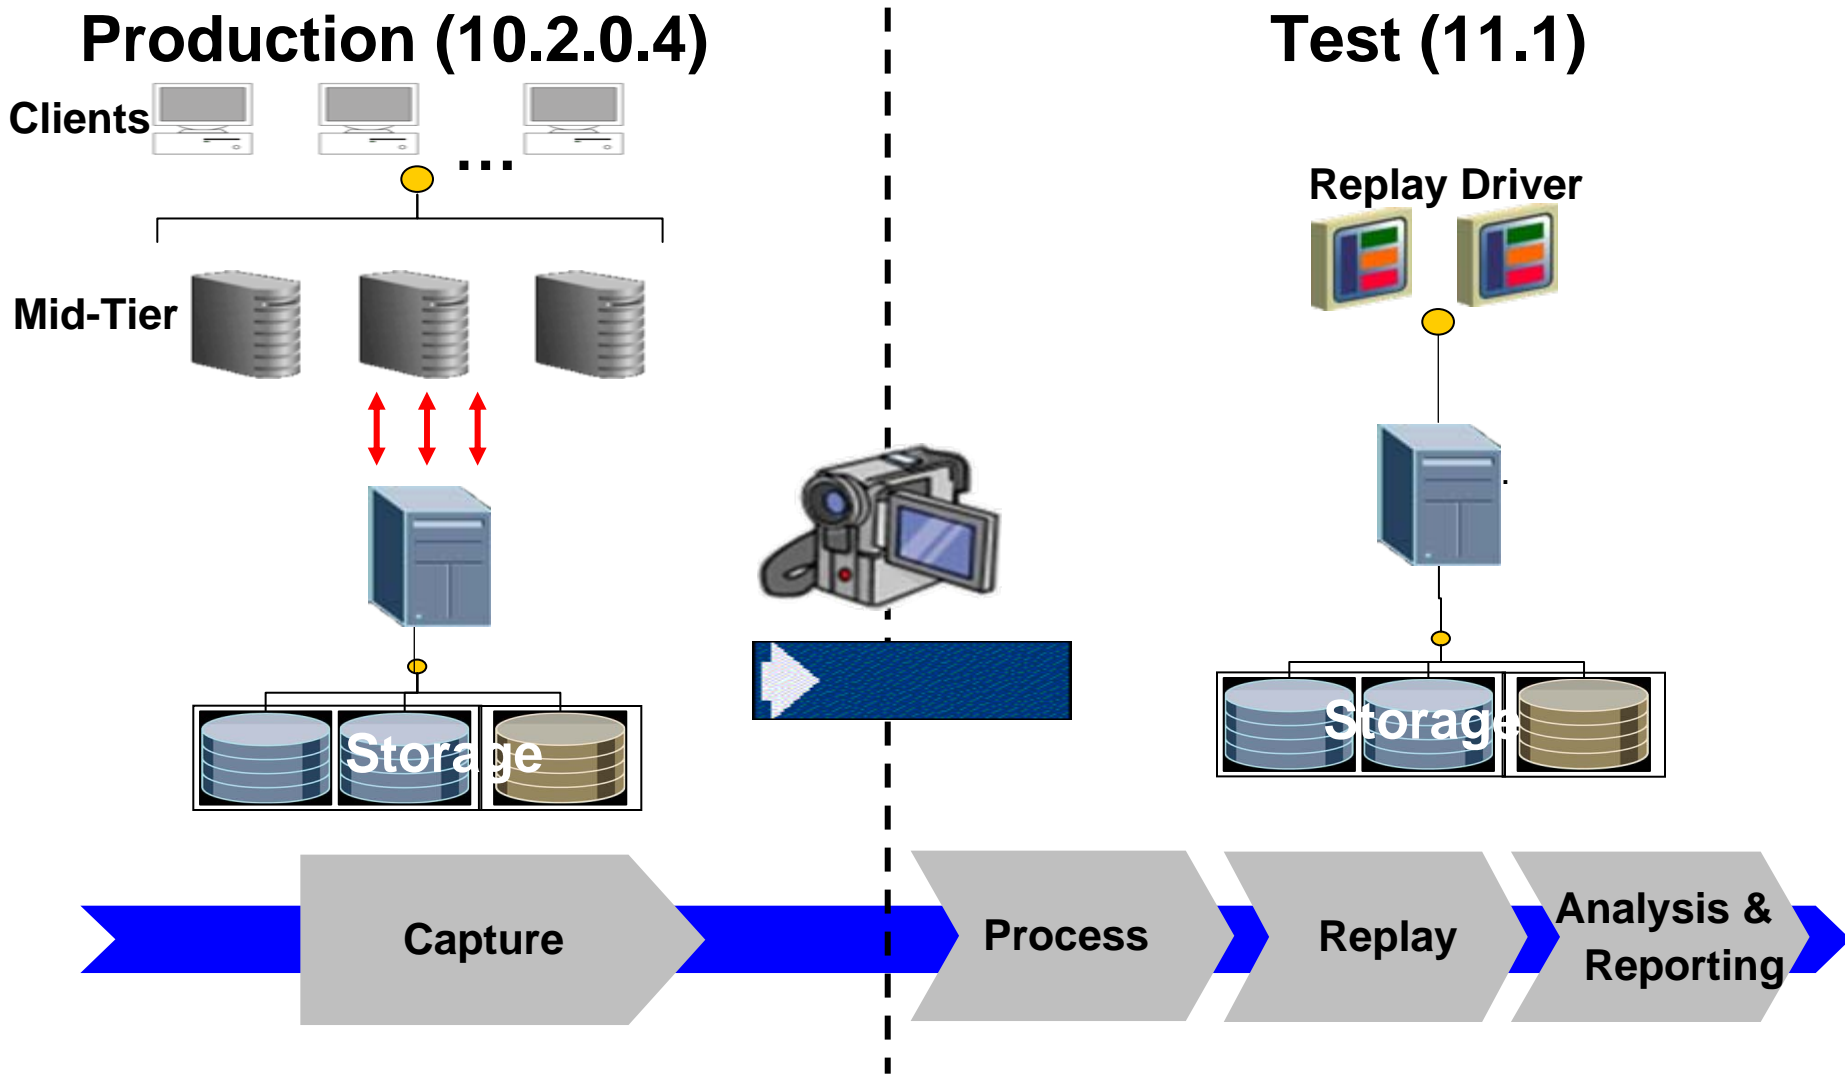 Production (10.2.0.4)
Test (11.1)
Clients
...
Replay Driver
Mid-Tier
.
Storage
Storage
Capture
Process
Replay
Analysis &
Reporting